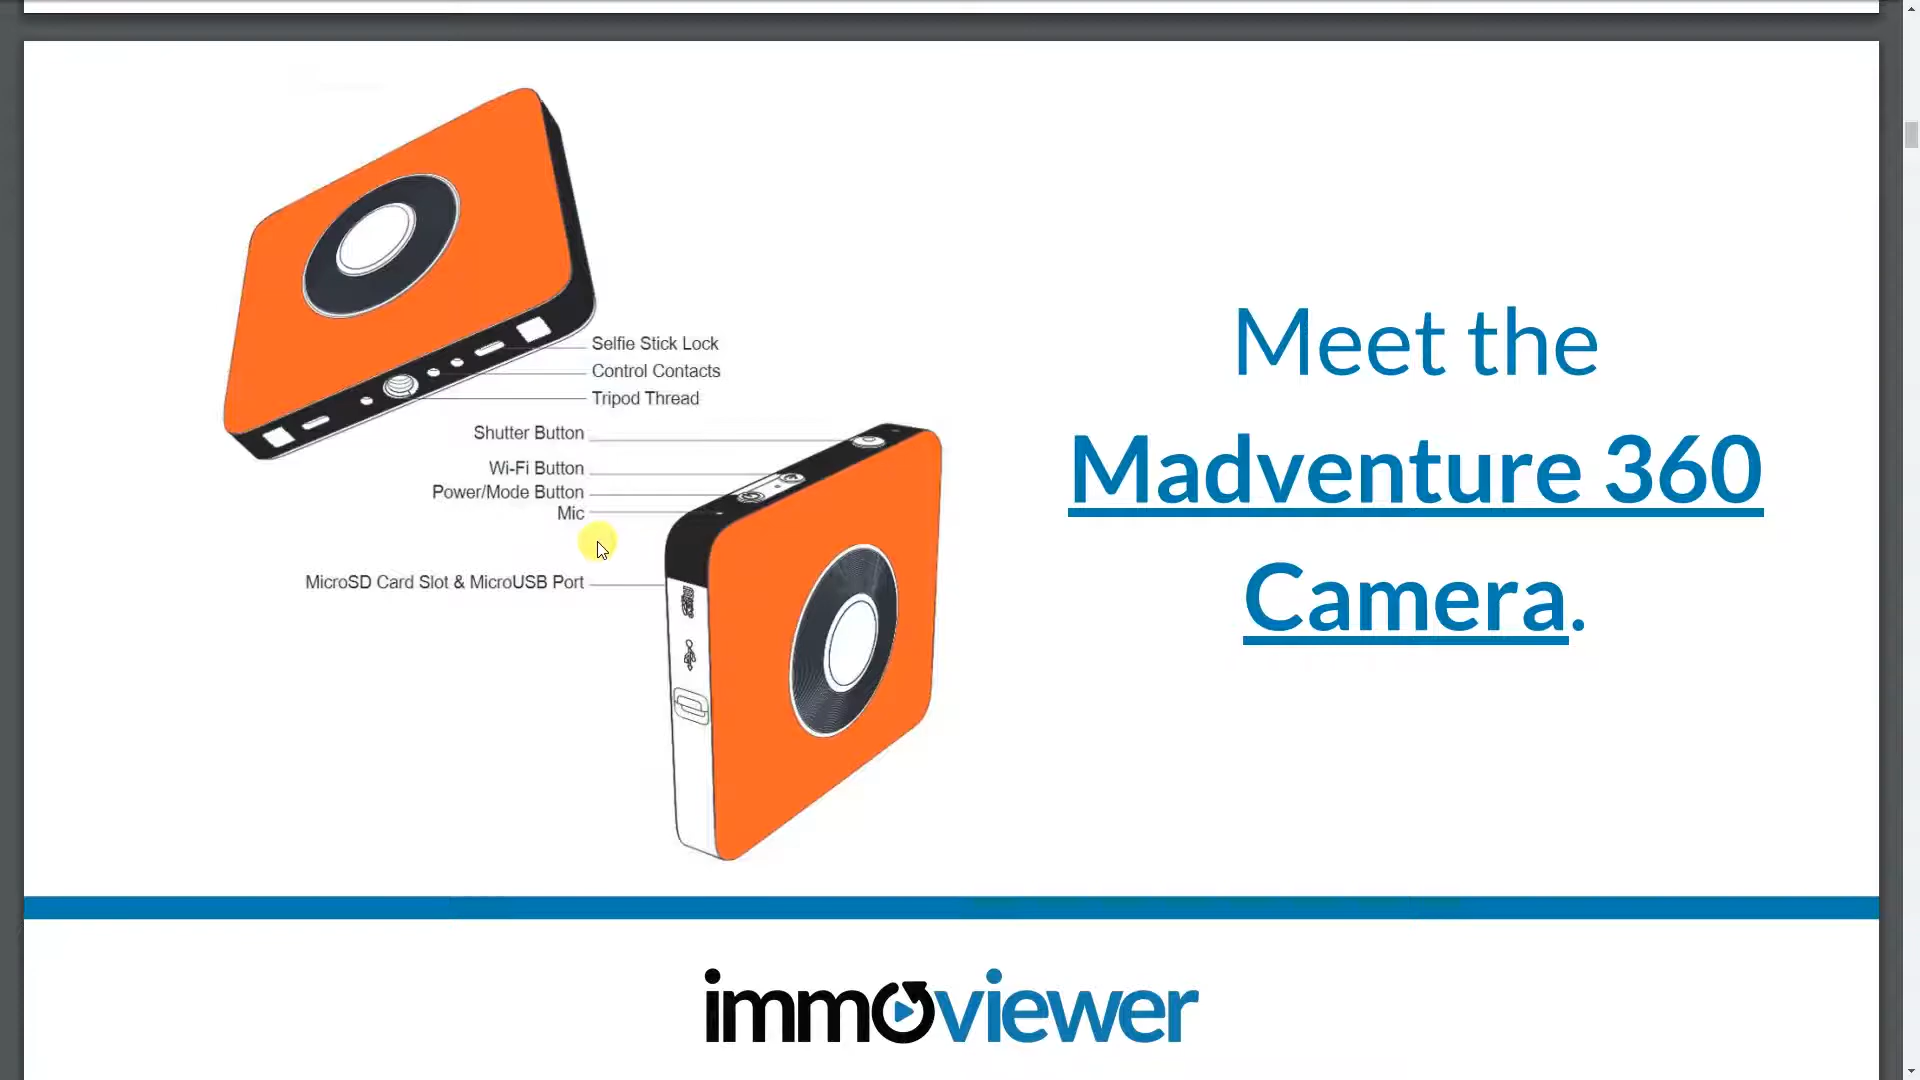 Selfie Stick Lock
Control Contacts
Tripod Thread
Shutter Button
Wi-Fi Button
Power/Mode Button
Mic
MicroSD Card Slot & MicroUSB Port
Meet the
Madventure 360
Camera.
immoviewer